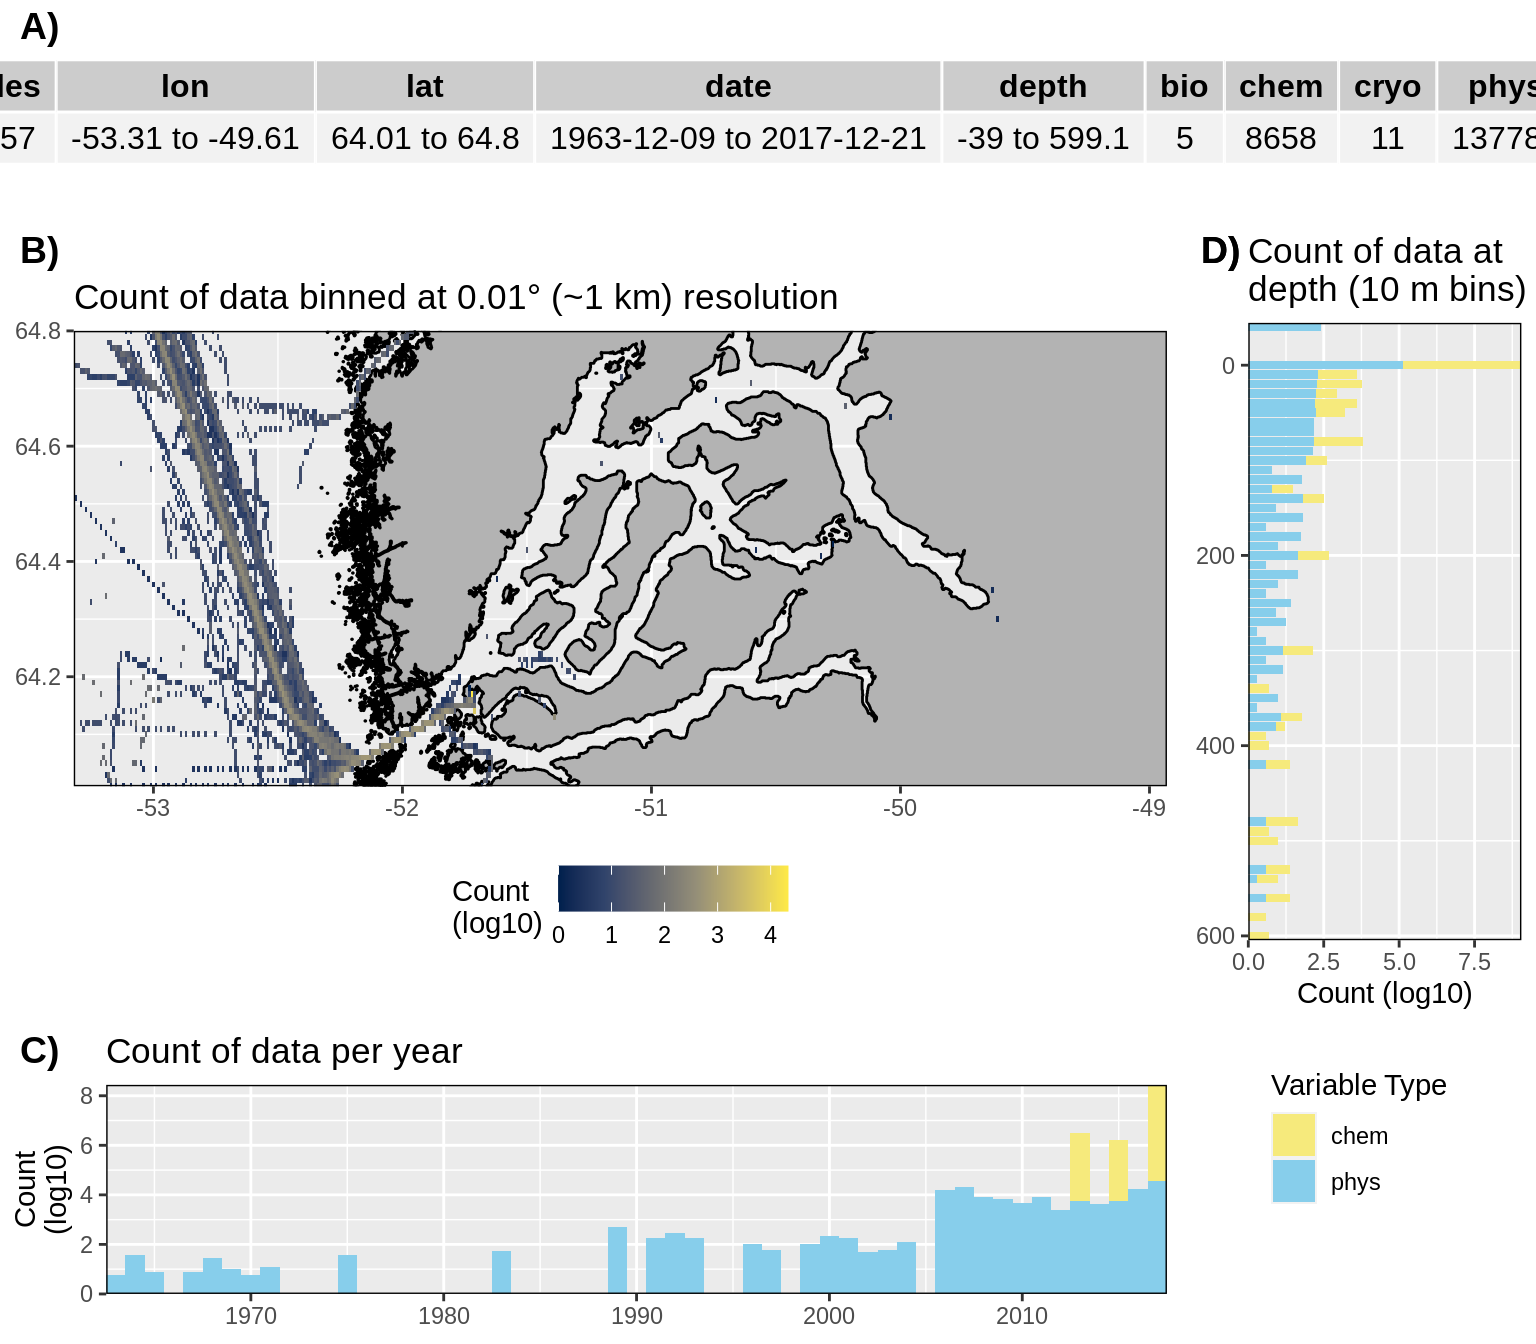 A)
lon lat date depth bio chem cryo
57 -53.31 to -49.61 64.01 to 64.8 1963-12-09 to 2017-12-21 -39 to 599.1 5 8658 11 13778
B)
Count of data binned at 0.01° (~1 km) resolution
64.8
64.6
64.4
64.2
-53 -52 -51 -50 -49
Count
(log10)
0 1 2 3 4
D) Count of data at
depth (10 m bins)
0
200
400
600
0.0 2.5 5.0 7.5
Count (log10)
C) Count of data per year
Count
(log10)
8
6
4
2
0
1970 1980 1990 2000 2010
Variable Type
chem
phys